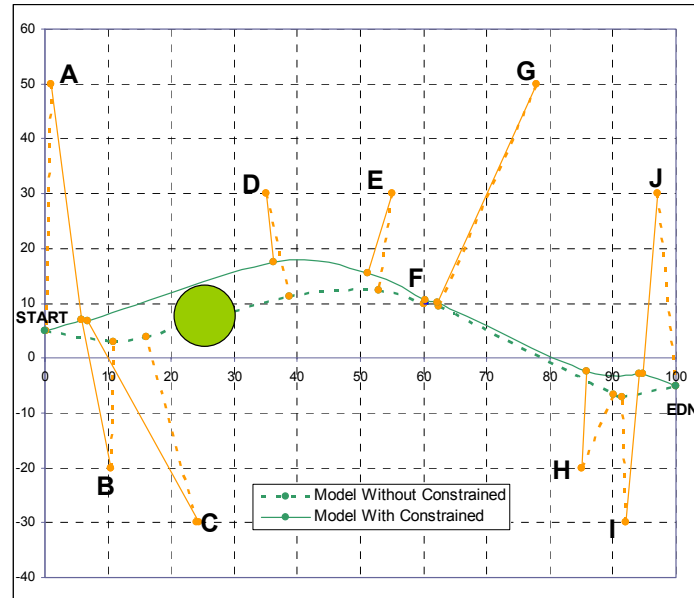 60
50
A
G
40
30
D
E
J
20
10
F
START
0
0 10 20 30 40 50 60 70 80 90 100
EDN
-10
-20
B
H
-30
C
I
Model Without Constrained
Model With Constrained
-40